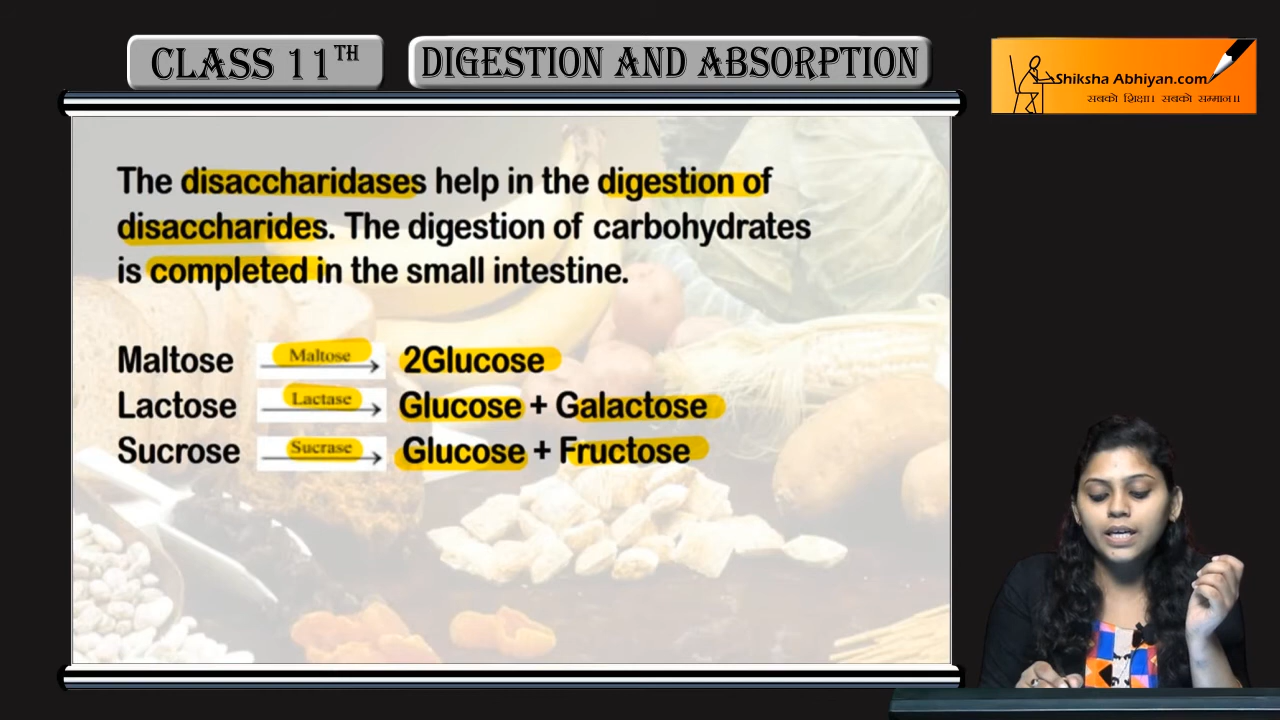 CLASS 11TH
DIGESTION AND ABSORPTION
Shiksha Abhiyan.com
सबको शिक्षा। सबको सम्मान॥
The disaccharidases help in the digestion of
disaccharides. The digestion of carbohydrates
is completed in the small intestine.
Maltose Maltose 2Glucose
Lactose Lactase Glucose + Galactose
Sucrose Sucrase Glucose + Fructose